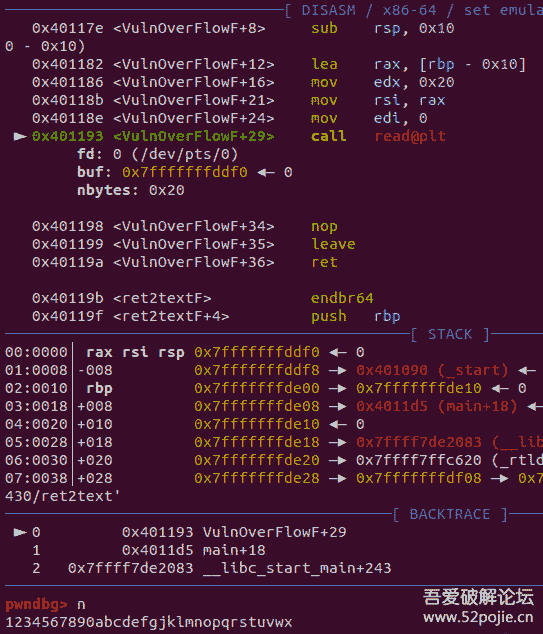 [ DISASM / x86-64 / set emula
0x40117e <VulnOverFlowF+8> sub rsp, 0x10
0 - 0x10)
0x401182 <VulnOverFlowF+12> lea rax, [rbp - 0x10]
0x401186 <VulnOverFlowF+16> mov edx, 0x20
0x40118b <VulnOverFlowF+21> mov rsi, rax
0x40118e <VulnOverFlowF+24> mov edi, 0
► 0x401193 <VulnOverFlowF+29> call read@plt
fd: 0 (/dev/pts/0)
buf: 0x7fffffffddf0 ◂— 0
nbytes: 0x20
0x401198 <VulnOverFlowF+34> nop
0x401199 <VulnOverFlowF+35> leave
0x40119a <VulnOverFlowF+36> ret
0x40119b <ret2textF> endbr64
0x40119f <ret2textF+4> push rbp
[ STACK ]
00:0000│ rax rsi rsp 0x7fffffffddf0 ◂— 0
01:0008│-008 0x7fffffffddf8 —▸ 0x401090 (_start) ◂—
02:0010│ rbp 0x7fffffffde00 —▸ 0x7fffffffde10 ◂— 0
03:0018│+008 0x7fffffffde08 —▸ 0x4011d5 (main+18) ◂—
04:0020│+010 0x7fffffffde10 ◂— 0
05:0028│+018 0x7fffffffde18 —▸ 0x7ffff7de2083 (__lib
06:0030│+020 0x7fffffffde20 —▸ 0x7ffff7ffc620 (_rtld
07:0038│+028 0x7fffffffde28 —▸ 0x7fffffffdf08 —▸ 0x7
430/ret2text'
[ BACKTRACE ]
► 0 0x401193 VulnOverFlowF+29
1 0x4011d5 main+18
2 0x7ffff7de2083 __libc_start_main+243
pwndbg> n
1234567890abcdefgjklmnopqrstuvwx
吾爱破解论坛
www.52pojie.cn